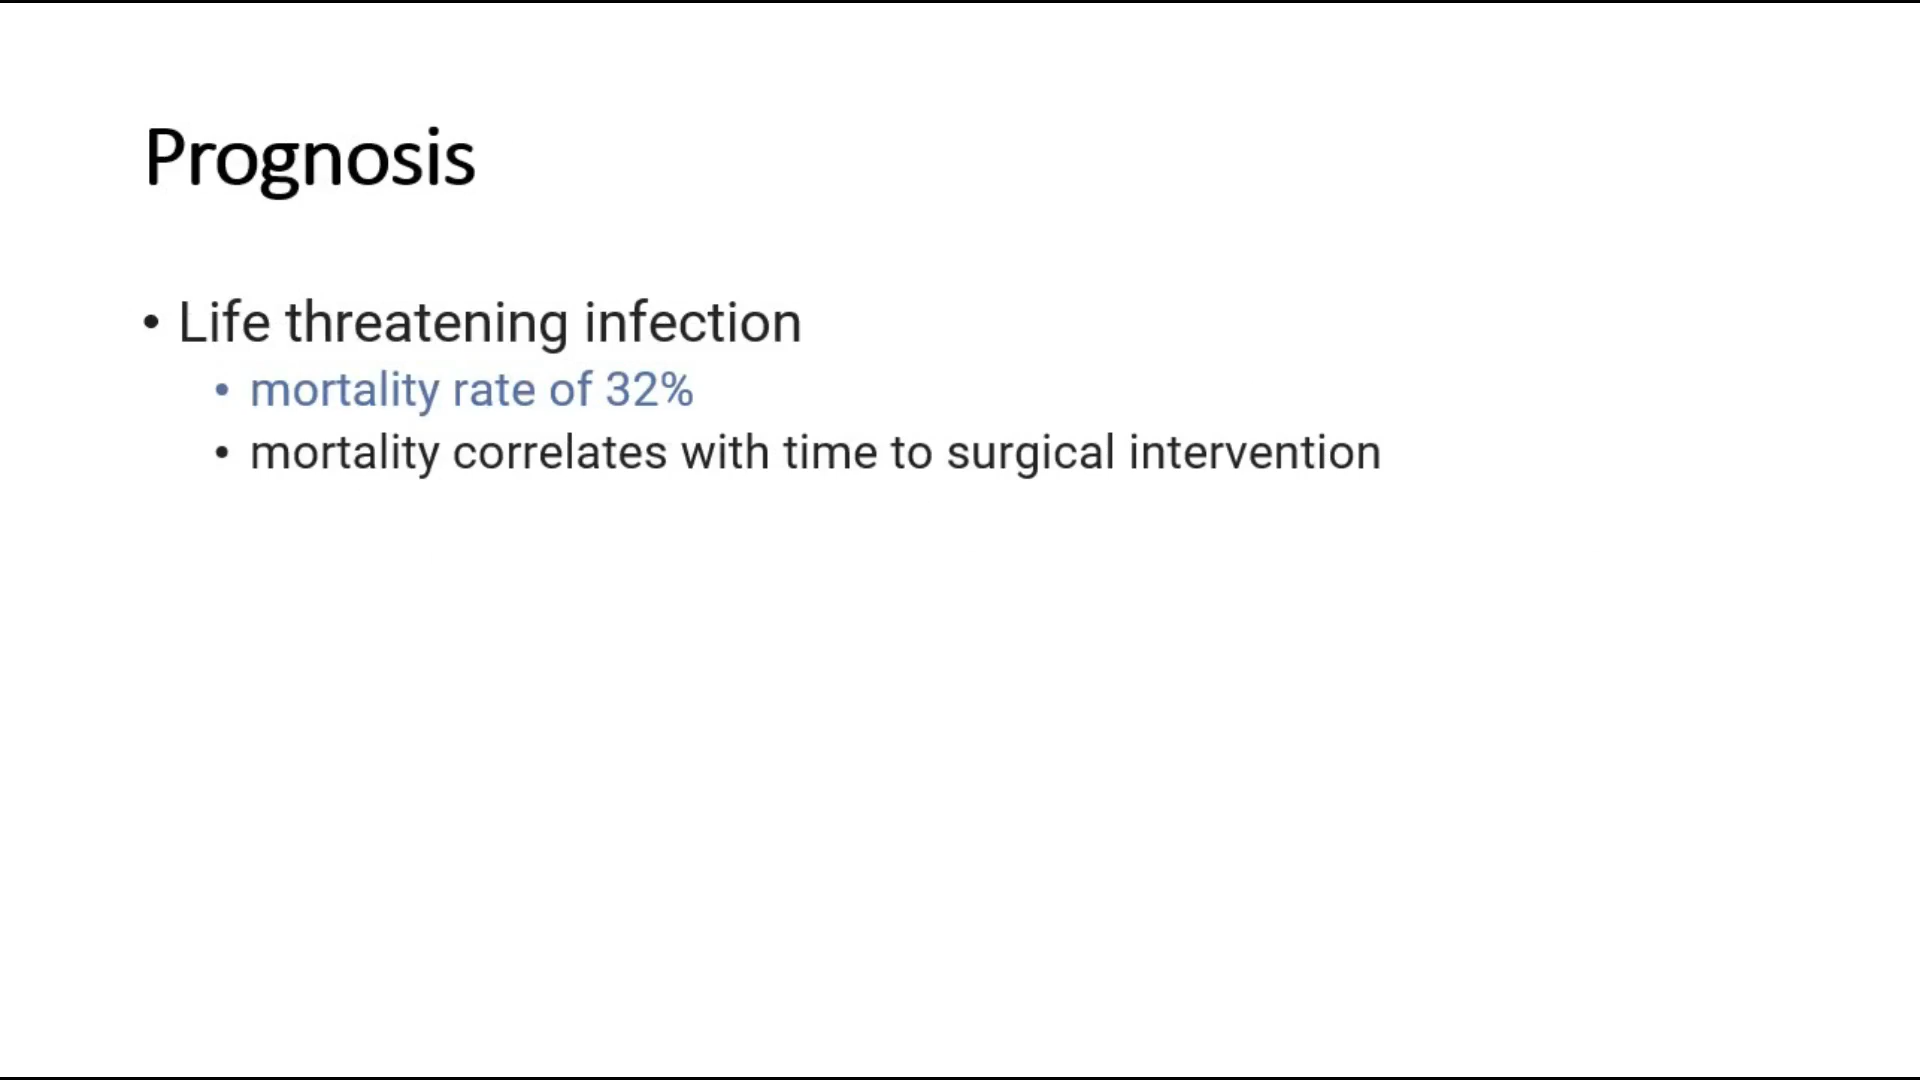 Prognosis
• Life threatening infection
• mortality rate of 32%
• mortality correlates with time to surgical intervention